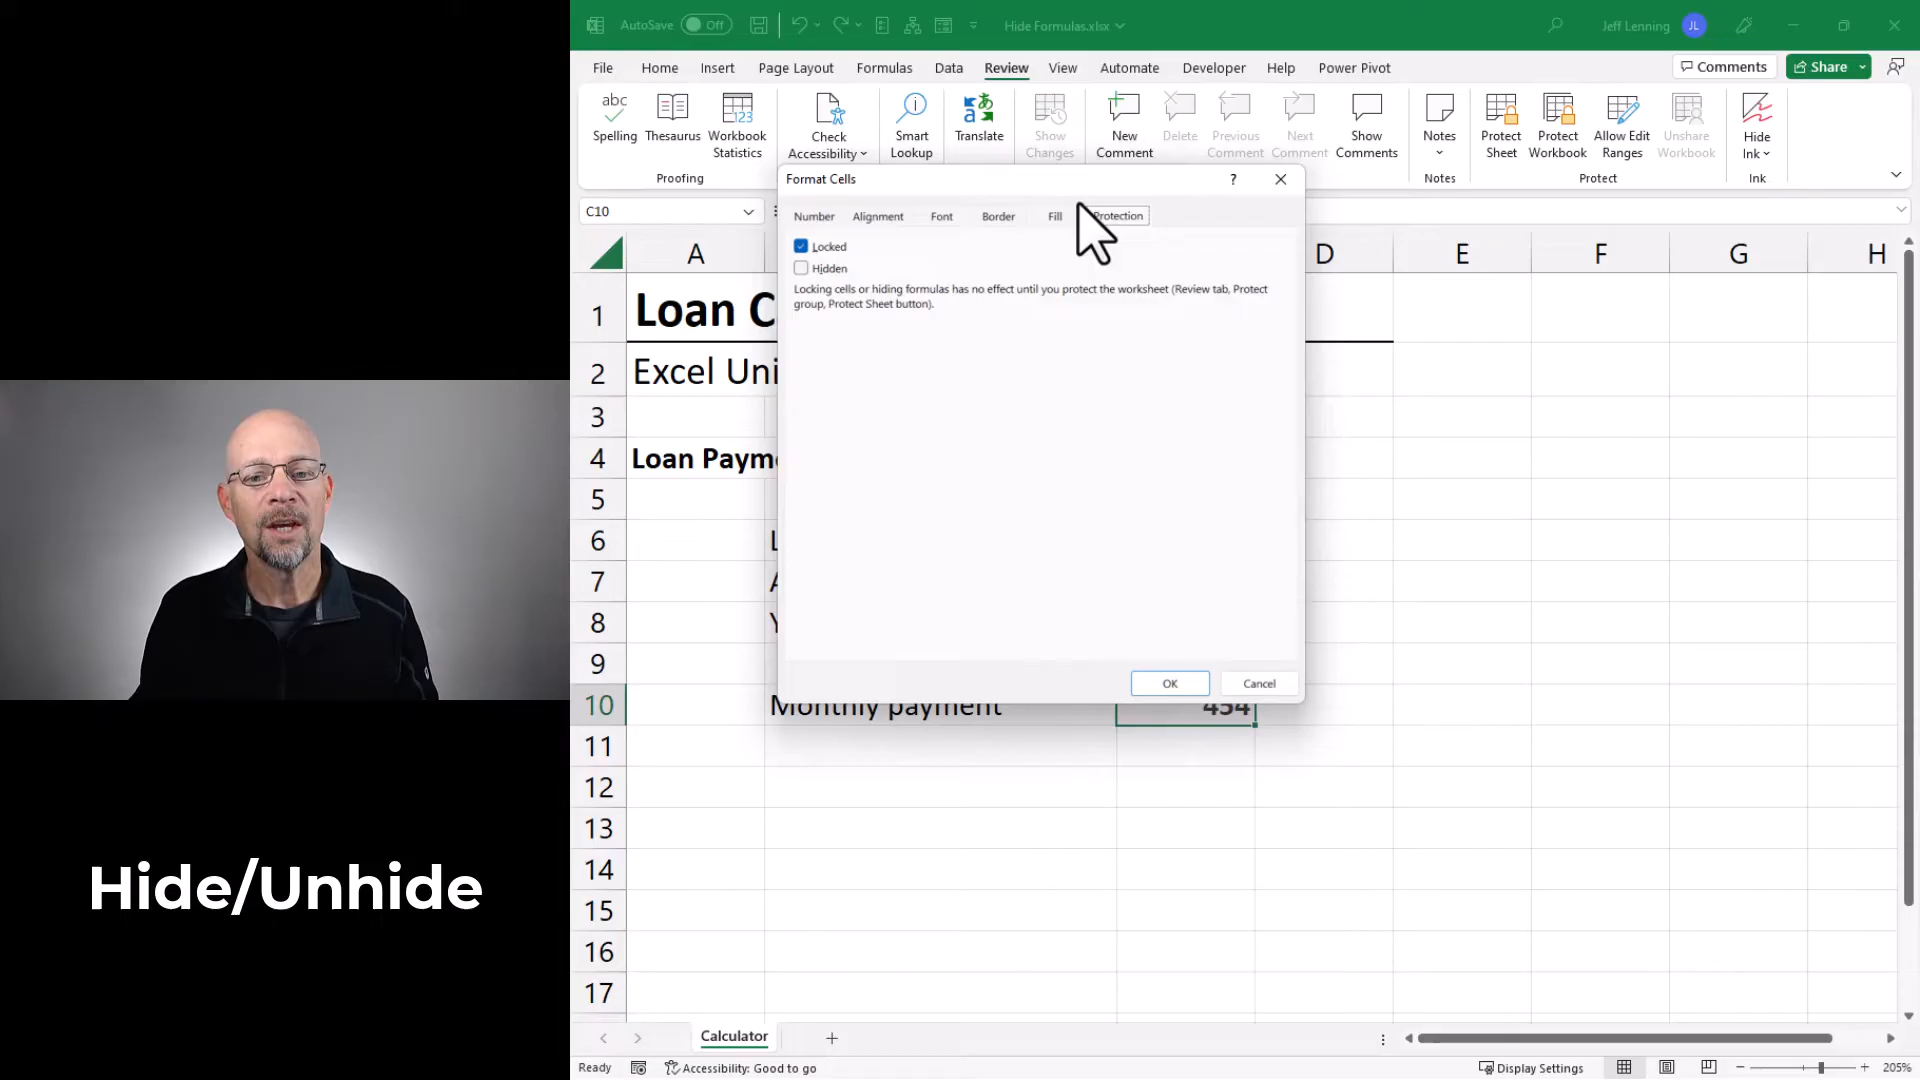 AutoSave Off
Hide Formulas.xlsx
Jeff Lenning JL
File Home Insert Page Layout Formulas Data Review View Automate Developer Help Power Pivot
Comments Share
abc
Spelling
Thesaurus
123
Workbook
Statistics
Proofing
Check
Accessibility
Smart
Lookup
Translate
Show
Changes
New
Comment
Delete
Previous
Comment
Next
Comment
Show
Comments
Notes
Notes
Protect
Sheet
Protect
Workbook
Allow Edit
Ranges
Unshare
Workbook
Protect
Hide
Ink
Ink
C10
Format Cells ?
Number Alignment Font Border Fill Protection
Locked
Hidden
Locking cells or hiding formulas has no effect until you protect the worksheet (Review tab, Protect
group, Protect Sheet button).
OK Cancel
A D E F G H
1 Loan C
2 Excel Uni
3
4 Loan Payme
5
6 L
7 A
8 Y
9
10 Monthly payment 454
11
12
13
14
15
16
17
Hide/Unhide
Calculator
Ready Accessibility: Good to go
Display Settings 205%